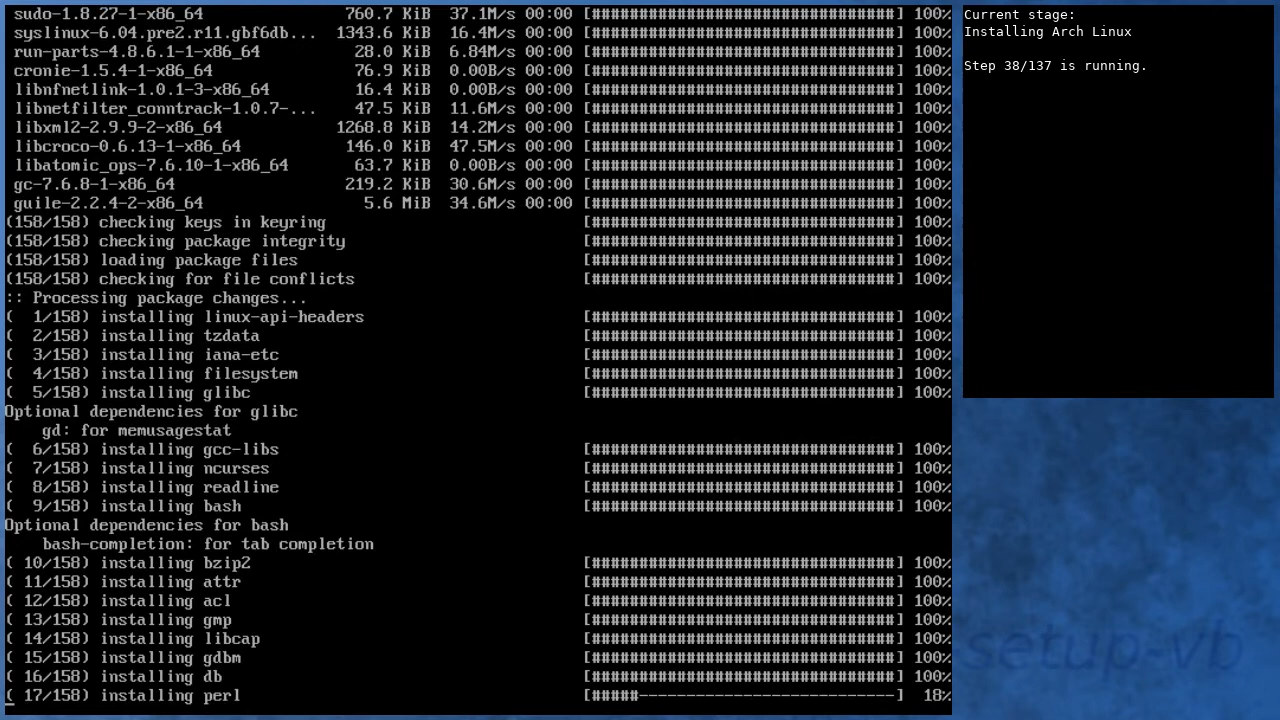 sudo-1.8.27-1-x86_64 760.7 KiB 37.1M/s 00:00 [################################] 100%
syslinux-6.04.pre2.r11.gbf6db... 1343.6 KiB 16.4M/s 00:00 [################################] 100%
run-parts-4.8.6.1-1-x86_64 28.0 KiB 6.84M/s 00:00 [################################] 100%
cronie-1.5.4-1-x86_64 76.9 KiB 0.00B/s 00:00 [################################] 100%
libnfnetlink-1.0.1-3-x86_64 16.4 KiB 0.00B/s 00:00 [################################] 100%
libnetfilter_conntrack-1.0.7-... 47.5 KiB 11.6M/s 00:00 [################################] 100%
libxml2-2.9.9-2-x86_64 1268.8 KiB 14.2M/s 00:00 [################################] 100%
libcroco-0.6.13-1-x86_64 146.0 KiB 47.5M/s 00:00 [################################] 100%
libatomic_ops-7.6.10-1-x86_64 63.7 KiB 0.00B/s 00:00 [################################] 100%
gc-7.6.8-1-x86_64 219.2 KiB 30.6M/s 00:00 [################################] 100%
guile-2.2.4-2-x86_64 5.6 MiB 34.6M/s 00:00 [################################] 100%
(158/158) checking keys in keyring [################################] 100%
(158/158) checking package integrity [################################] 100%
(158/158) loading package files [################################] 100%
(158/158) checking for file conflicts [################################] 100%
:: Processing package changes...
(  1/158) installing linux-api-headers [################################] 100%
(  2/158) installing tzdata [################################] 100%
(  3/158) installing iana-etc [################################] 100%
(  4/158) installing filesystem [################################] 100%
(  5/158) installing glibc [################################] 100%
Optional dependencies for glibc
gd: for memusagestat
(  6/158) installing gcc-libs [################################] 100%
(  7/158) installing ncurses [################################] 100%
(  8/158) installing readline [################################] 100%
(  9/158) installing bash [################################] 100%
Optional dependencies for bash
bash-completion: for tab completion
( 10/158) installing bzip2 [################################] 100%
( 11/158) installing attr [################################] 100%
( 12/158) installing acl [################################] 100%
( 13/158) installing gmp [################################] 100%
( 14/158) installing libcap [################################] 100%
( 15/158) installing gdbm [################################] 100%
( 16/158) installing db [################################] 100%
( 17/158) installing perl [#####---------------------------] 18%
Current stage:
Installing Arch Linux
Step 38/137 is running.
setup-vb